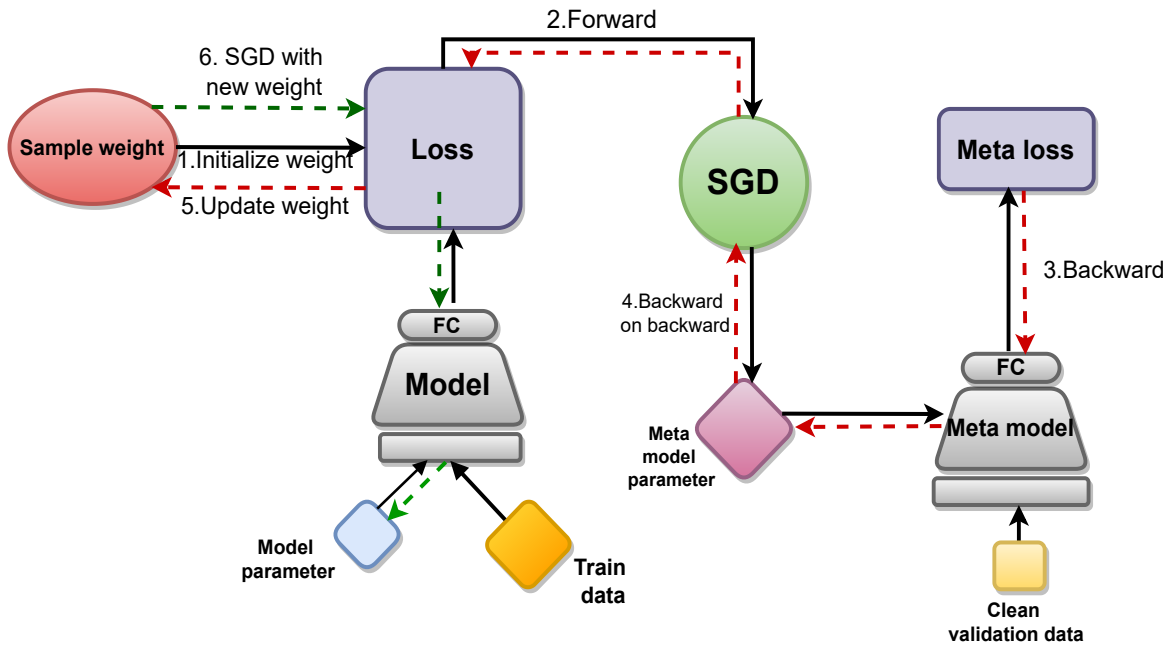 2.Forward
6. SGD with
new weight
Sample weight
1.Initialize weight
5.Update weight
Loss
SGD
Meta loss
3.Backward
4.Backward
on backward
FC
Model
FC
Meta model
Meta
model
parameter
Model
parameter
Train
data
Clean
validation data